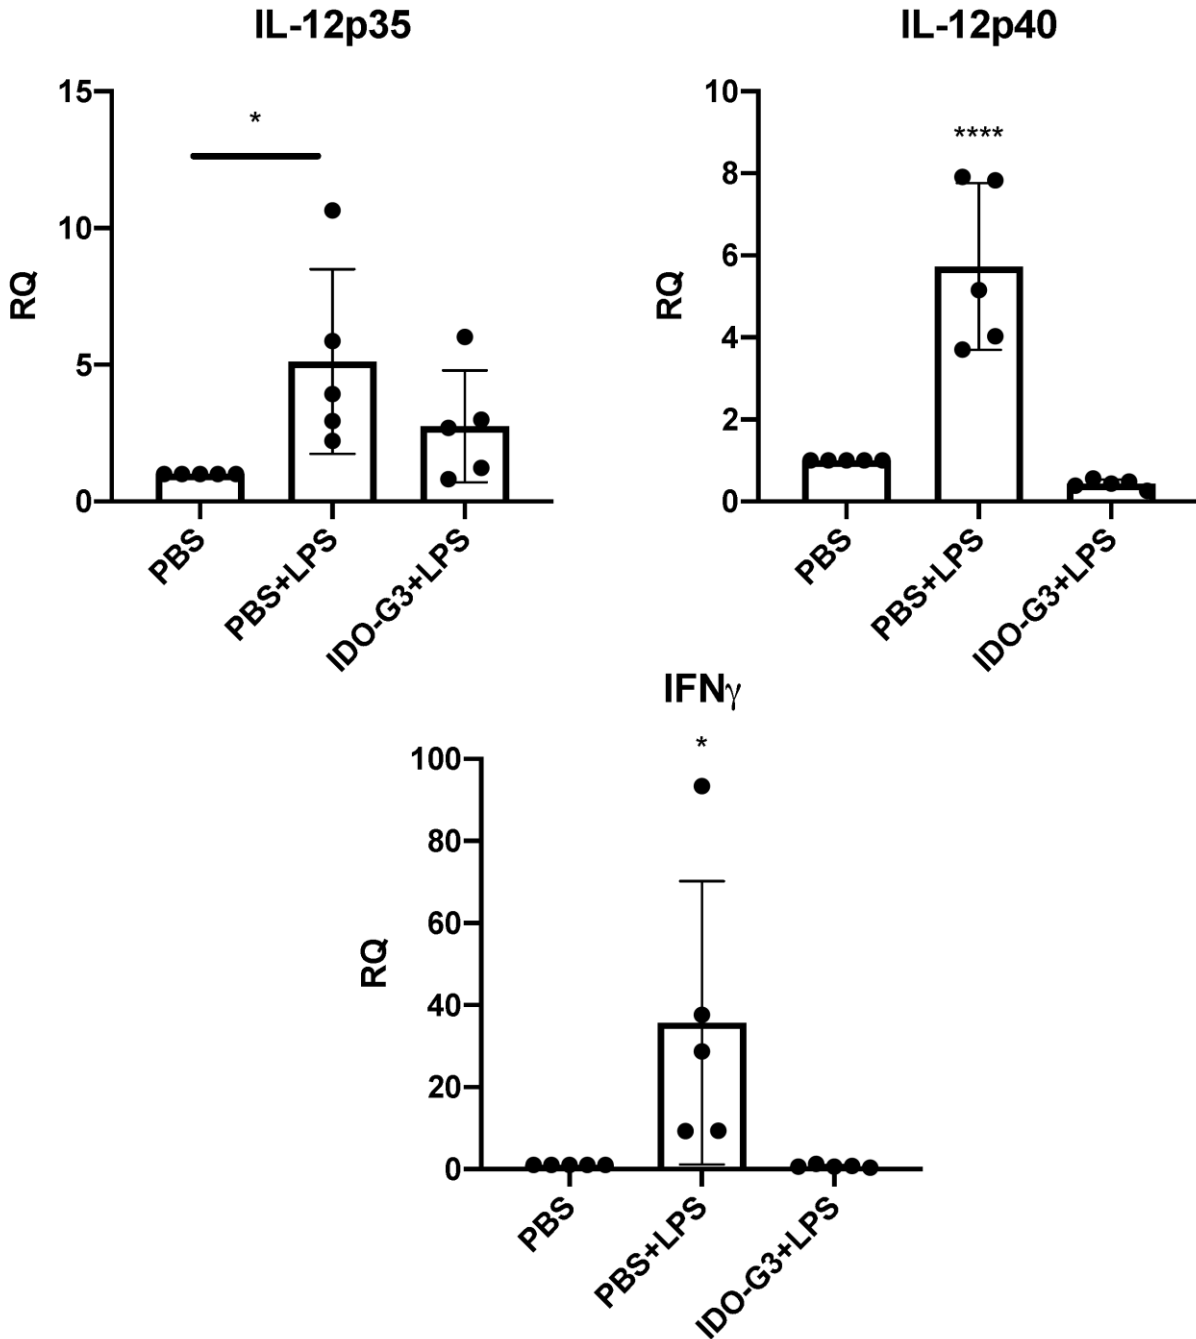 IL-12p35
15
10
5
0
RQ
*
PBS
PBS+LPS
IDO-G3+LPS
IL-12p40
10
8
6
4
2
0
RQ
****
PBS
PBS+LPS
IDO-G3+LPS
IFNγ
100
80
60
40
20
0
RQ
*
PBS
PBS+LPS
IDO-G3+LPS